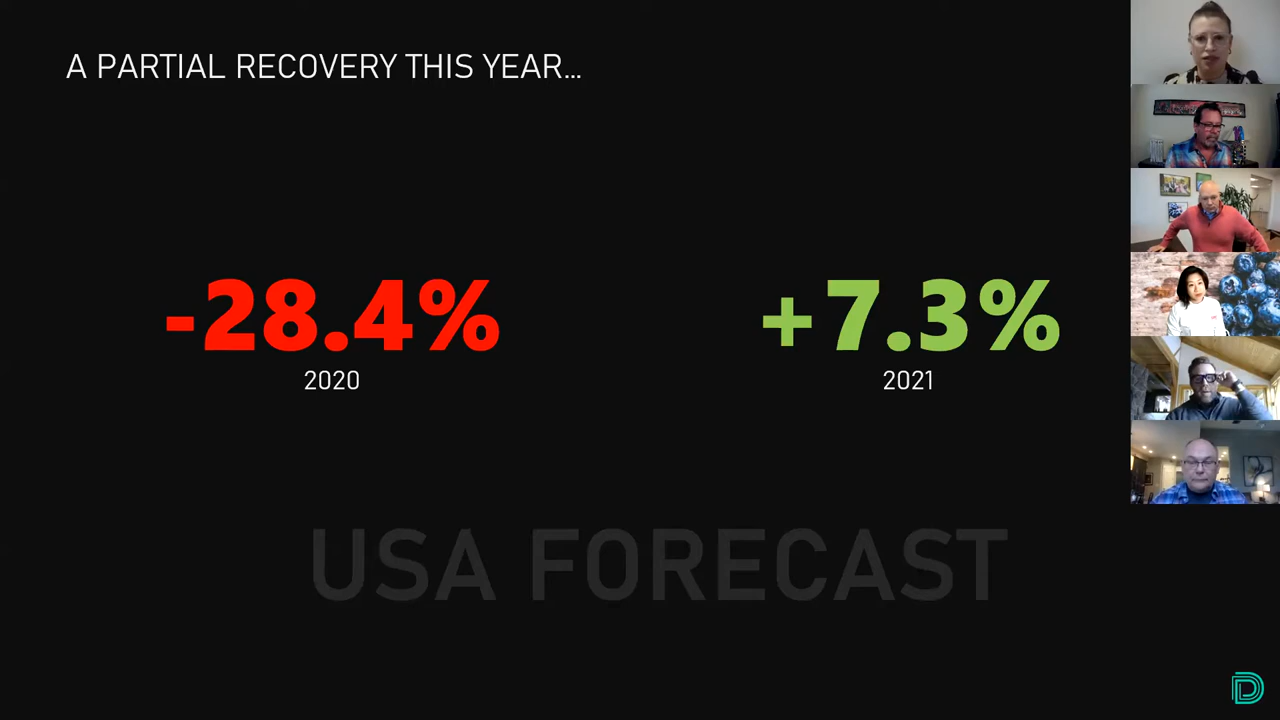 A PARTIAL RECOVERY THIS YEAR...
-28.4%
2020
+7.3%
2021
USA FORECAST